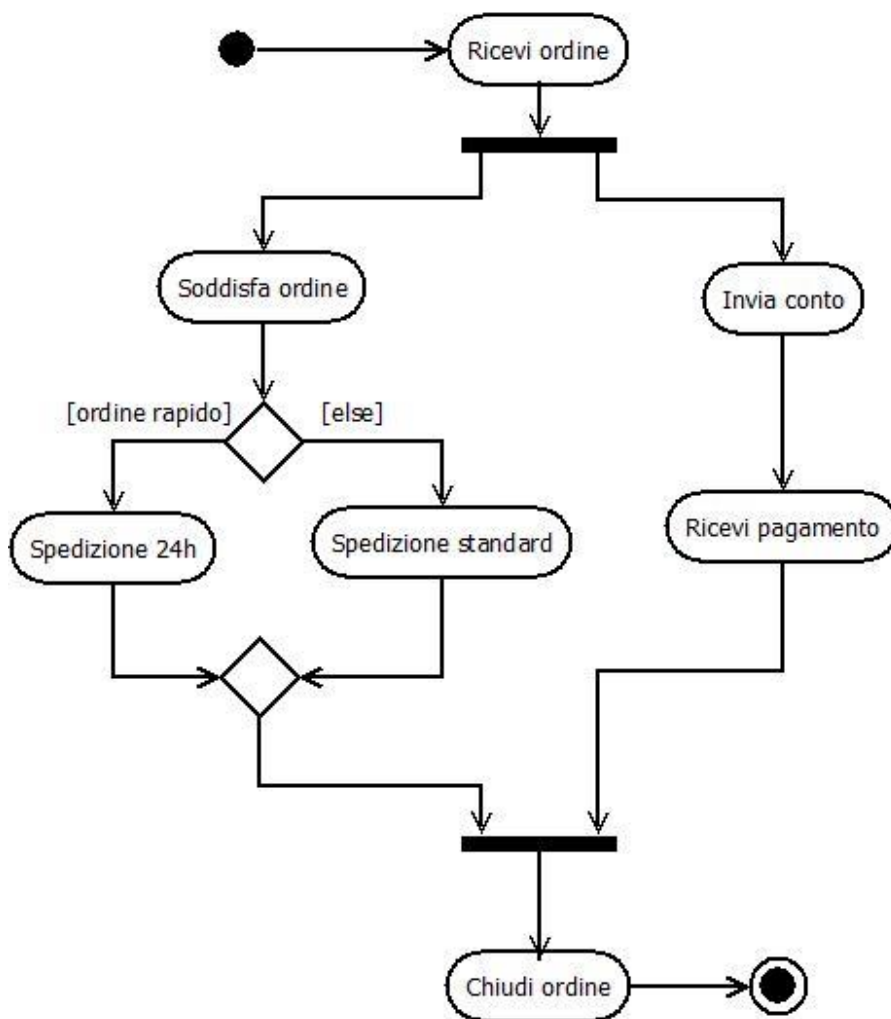 Ricevi ordine
Soddisfa ordine
Invia conto
[ordine rapido]
[else]
Spedizione 24h
Spedizione standard
Ricevi pagamento
Chiudi ordine